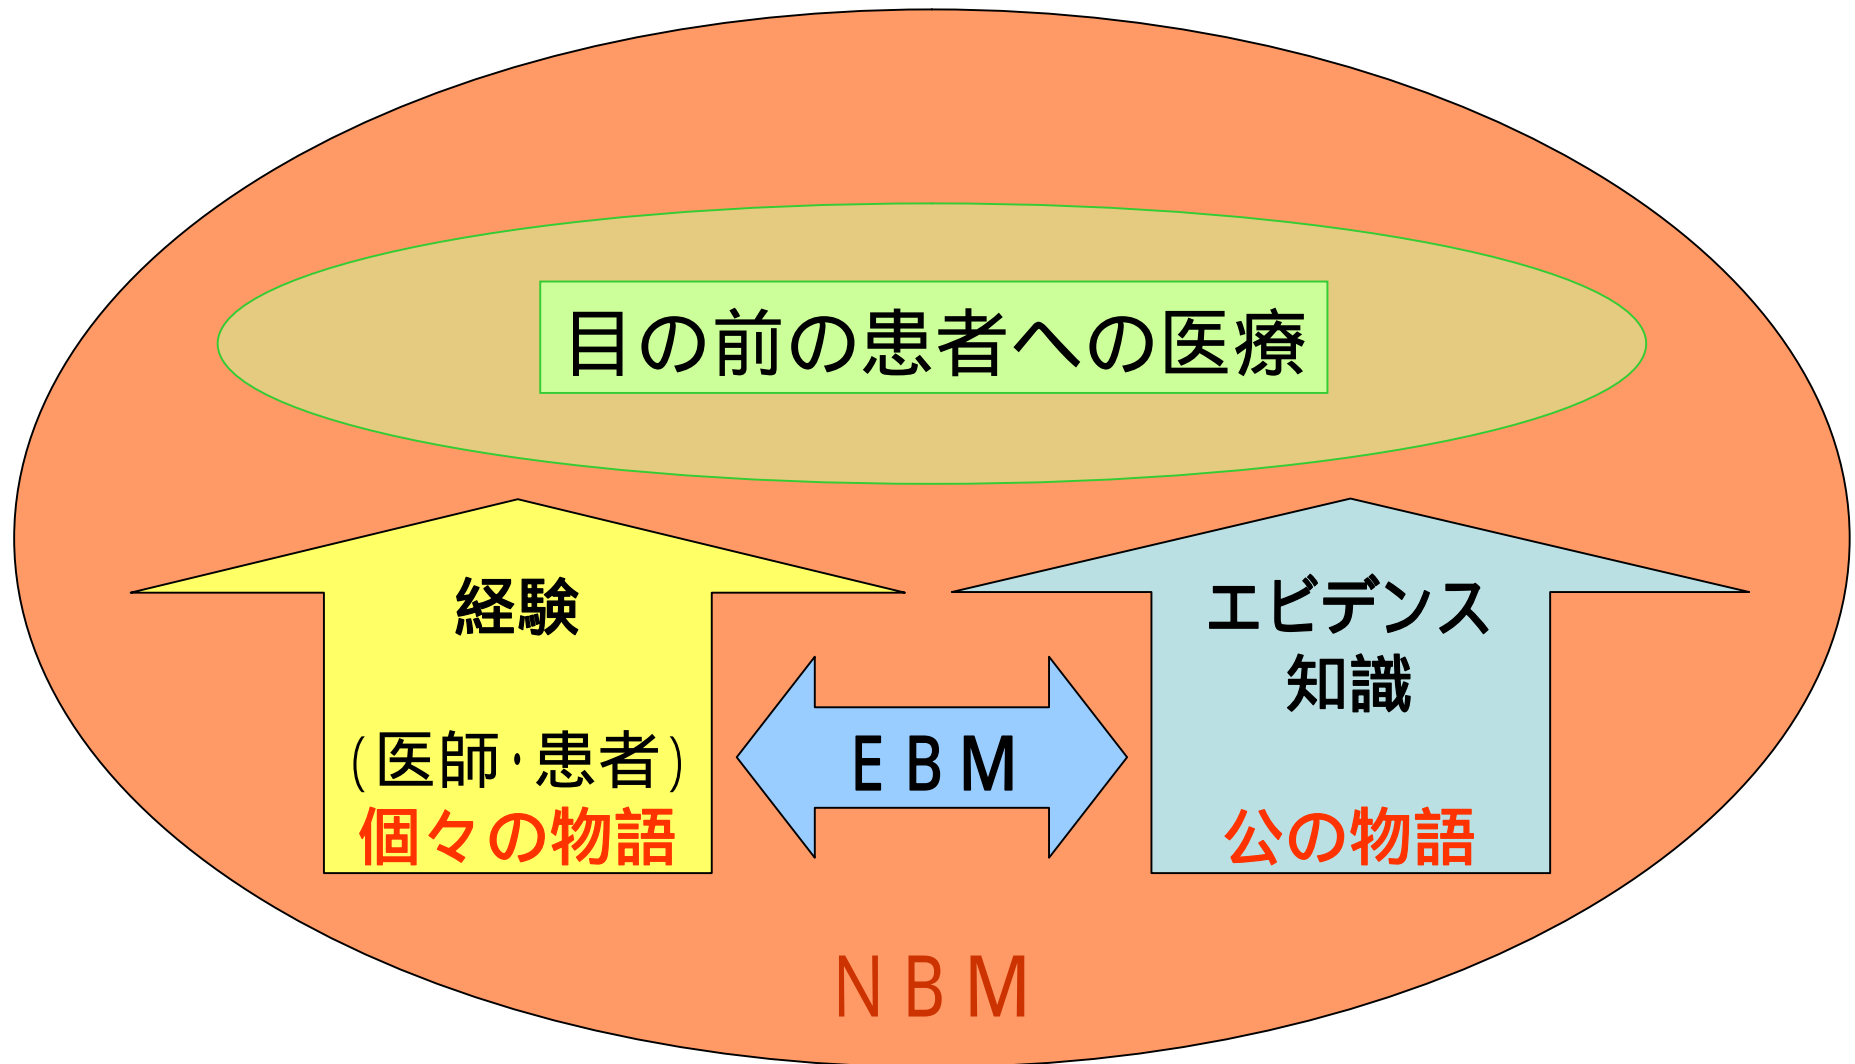 目の前の患者への医療
経験
(医師・患者)
個々の物語
EBM
エビデンス
知識
公の物語
NBM